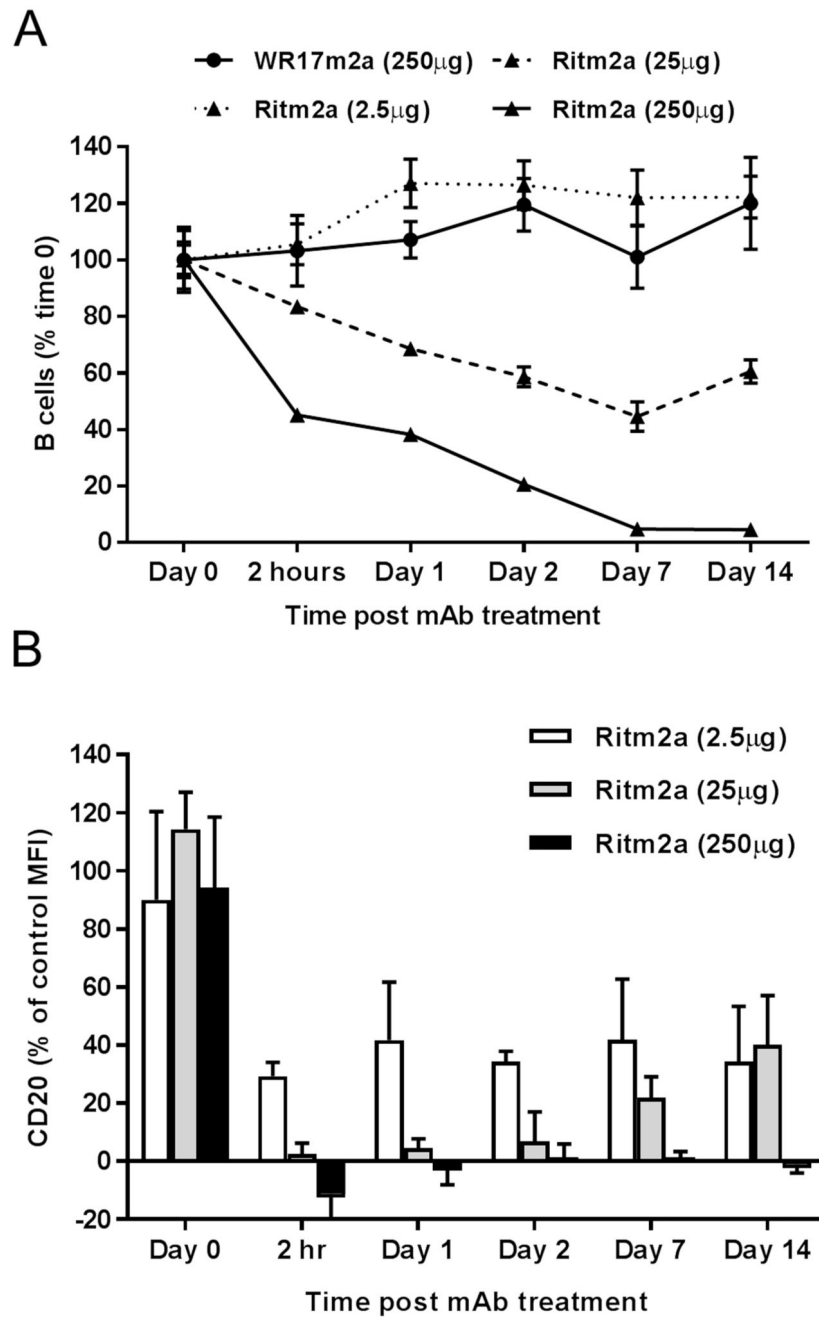 A
WR17m2a (250µg) Ritm2a (25µg)
Ritm2a (2.5µg) Ritm2a (250µg)
B cells (% time 0)
140
120
100
80
60
40
20
0
Day 0 2 hours Day 1 Day 2 Day 7 Day 14
Time post mAb treatment
B
Ritm2a (2.5µg)
Ritm2a (25µg)
Ritm2a (250µg)
CD20 (% of control MFI)
140
120
100
80
60
40
20
0
-20
Day 0 2 hr Day 1 Day 2 Day 7 Day 14
Time post mAb treatment